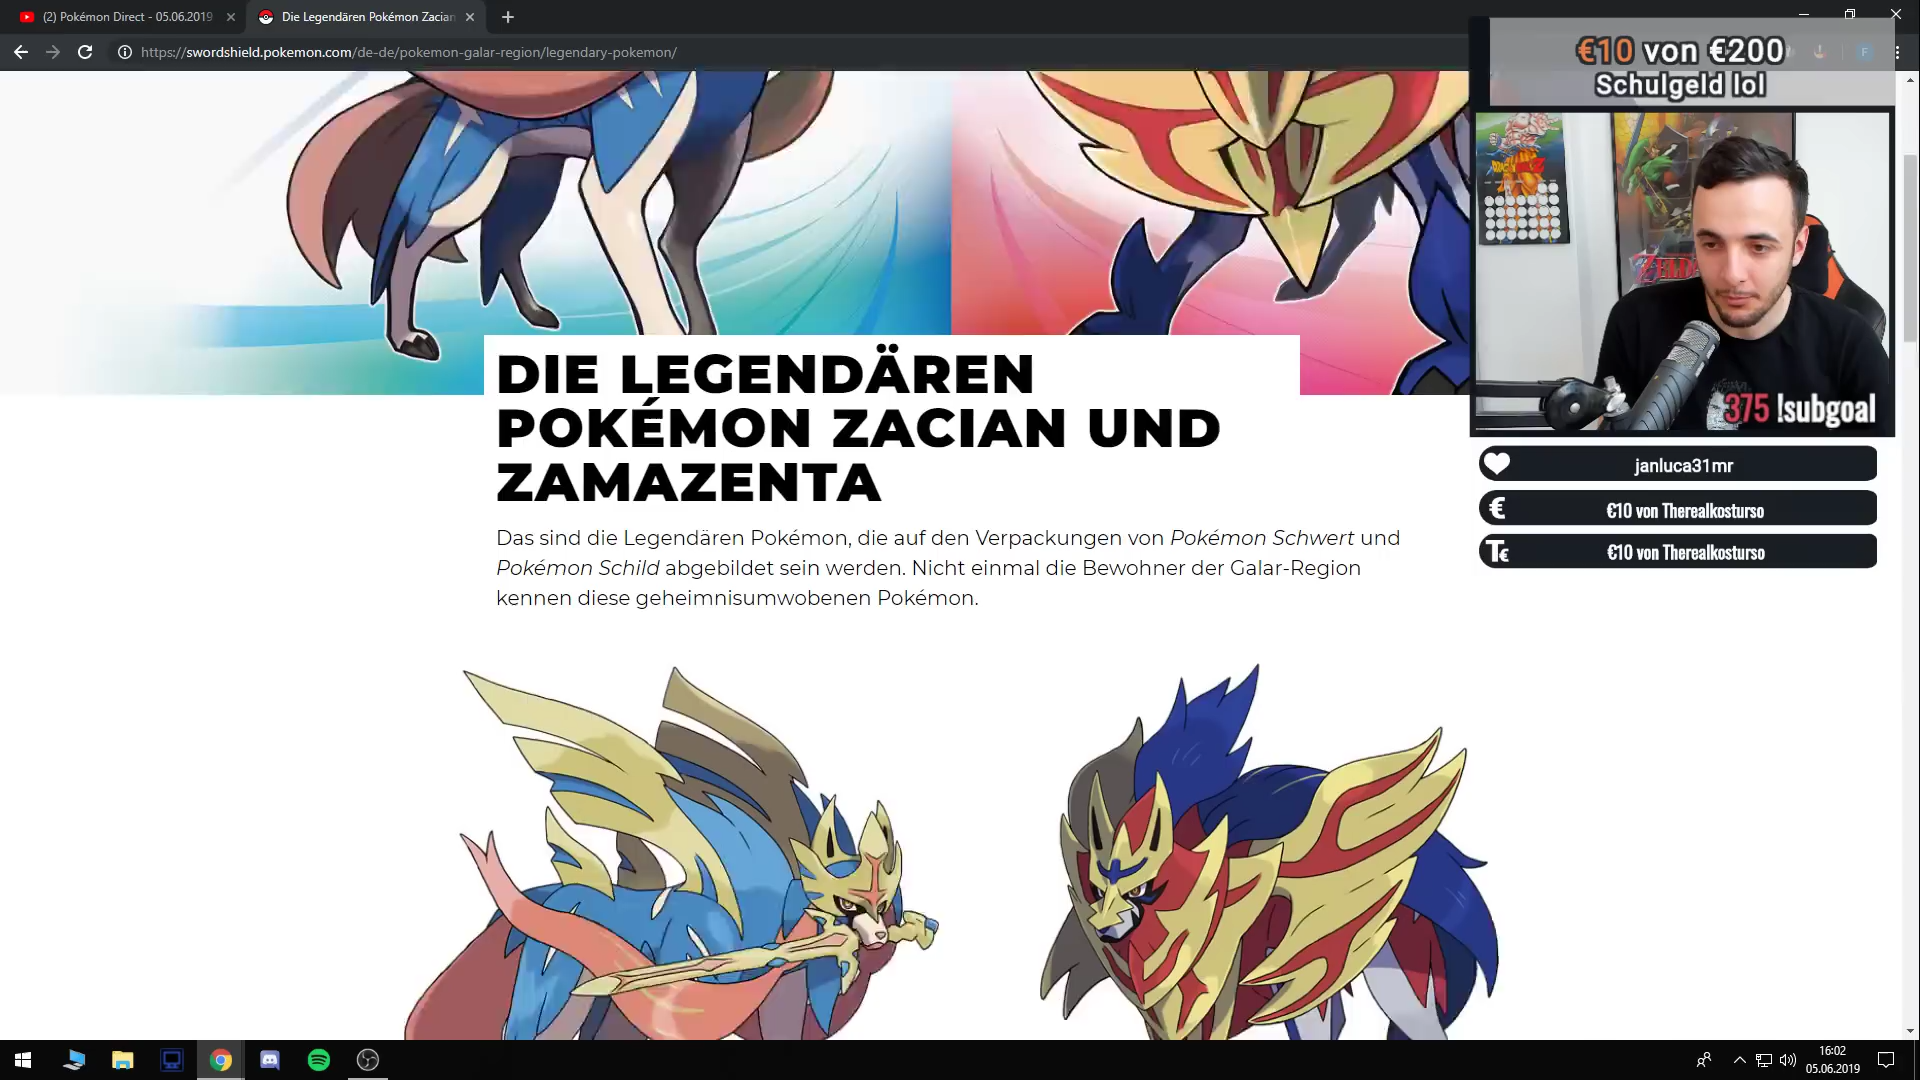 (2) Pokémon Direct - 05.06.2019
Die Legendären Pokémon Zacian
https://swordshield.pokemon.com/de-de/pokemon-galar-region/legendary-pokemon/
€10 von €200
Schulgeld lol
ZELDA
375 !subgoal
janluca31mr
€10 von Therealkosturso
€10 von Therealkosturso
DIE LEGENDÄREN
POKÉMON ZACIAN UND
ZAMAZENTA
Das sind die Legendären Pokémon, die auf den Verpackungen von Pokémon Schwert und
Pokémon Schild abgebildet sein werden. Nicht einmal die Bewohner der Galar-Region
kennen diese geheimnisumwobenen Pokémon.
16:02
05.06.2019